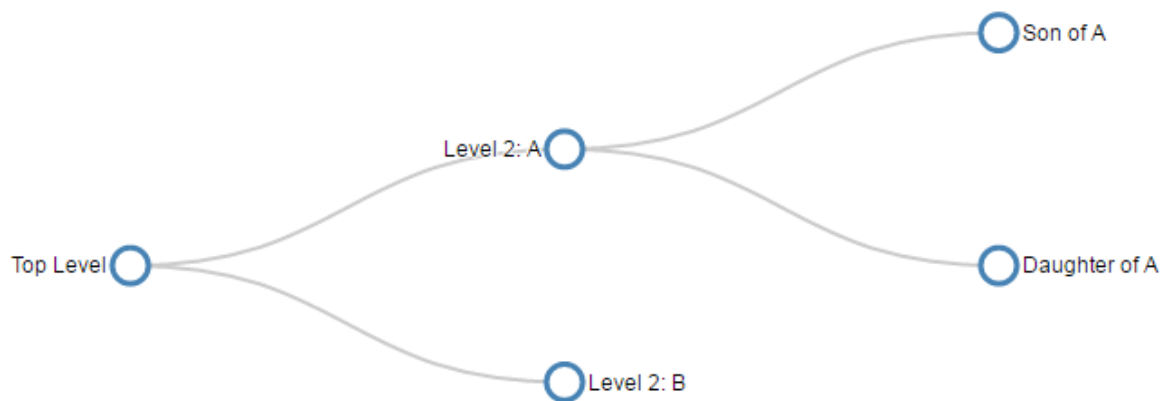 Son of A
Level 2: A
Top Level
Daughter of A
Level 2: B